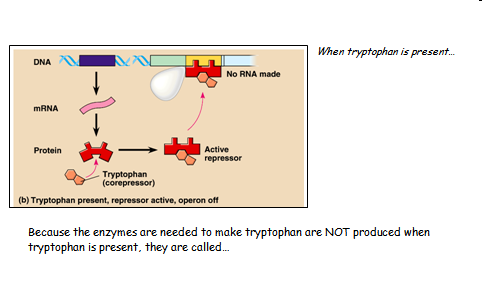 When tryptophan is present...
DNA
No RNA made
mRNA
Protein
Active
repressor
Tryptophan
(corepressor)
(b) Tryptophan present, repressor active, operon off
Because the enzymes are needed to make tryptophan are NOT produced when
tryptophan is present, they are called...